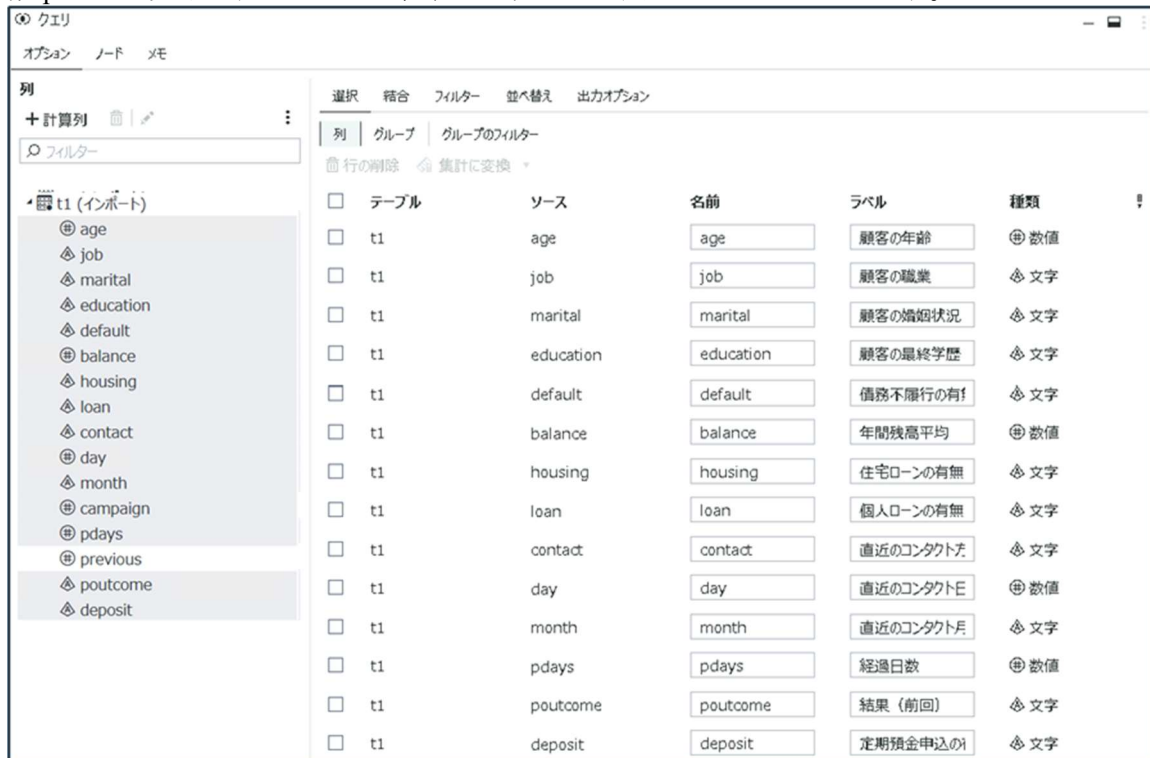 クエリ
オプション ノード メモ
列
+計算列
フィルター
t1 (インポート)
age
job
marital
education
default
balance
housing
loan
contact
day
month
campaign
pdays
previous
poutcome
deposit
選択 結合 フィルター 並べ替え 出力オプション
列 グループ グループのフィルター
行の削除 集計に変換
テーブル ソース 名前 ラベル 種類
t1 age age 顧客の年齢 数値
t1 job job 顧客の職業 文字
t1 marital marital 顧客の婚姻状況 文字
t1 education education 顧客の最終学歴 文字
t1 default default 債務不履行の有 文字
t1 balance balance 年間残高平均 数値
t1 housing housing 住宅ローンの有無 文字
t1 loan loan 個人ローンの有無 文字
t1 contact contact 直近のコンタクト方 文字
t1 day day 直近のコンタクト日 数値
t1 month month 直近のコンタクト月 文字
t1 pdays pdays 経過日数 数値
t1 poutcome poutcome 結果（前回） 文字
t1 deposit deposit 定期預金申込の 文字